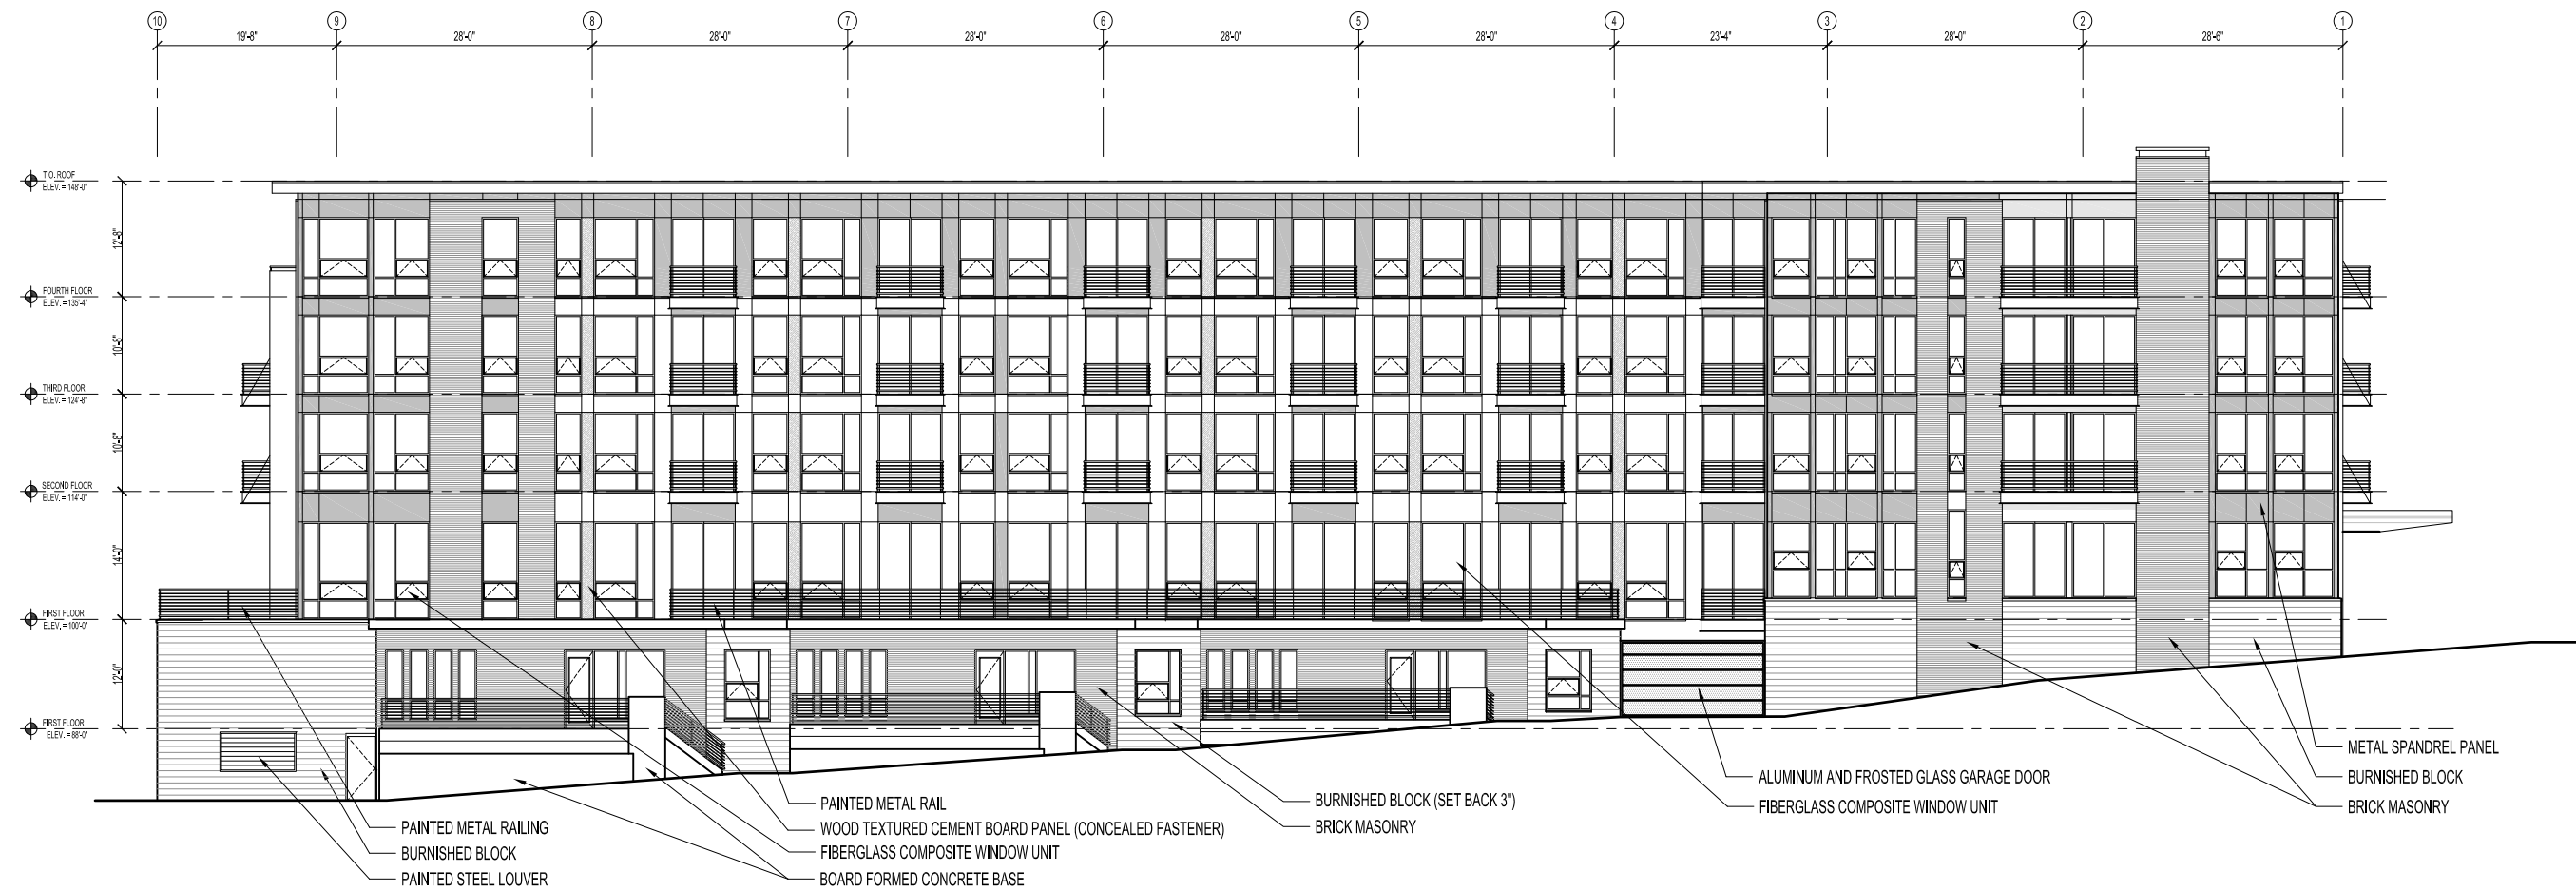 10 9 8 7 6 5 4 3 2 1
19'-8" 28'-0" 28'-0" 28'-0" 28'-0" 28'-0" 23'-4" 28'-0" 28'-6"
T.O. ROOF
ELEV. = 148'-0"
12'-8"
FOURTH FLOOR
ELEV. = 135'-4"
10'-8"
THIRD FLOOR
ELEV. = 124'-8"
10'-8"
SECOND FLOOR
ELEV. = 114'-0"
14'-0"
FIRST FLOOR
ELEV. = 100'-0"
12'-0"
FIRST FLOOR
ELEV. = 88'-0"
PAINTED METAL RAILING
BURNISHED BLOCK
PAINTED STEEL LOUVER
PAINTED METAL RAIL
WOOD TEXTURED CEMENT BOARD PANEL (CONCEALED FASTENER)
FIBERGLASS COMPOSITE WINDOW UNIT
BOARD FORMED CONCRETE BASE
BURNISHED BLOCK (SET BACK 3")
BRICK MASONRY
ALUMINUM AND FROSTED GLASS GARAGE DOOR
FIBERGLASS COMPOSITE WINDOW UNIT
METAL SPANDREL PANEL
BURNISHED BLOCK
BRICK MASONRY